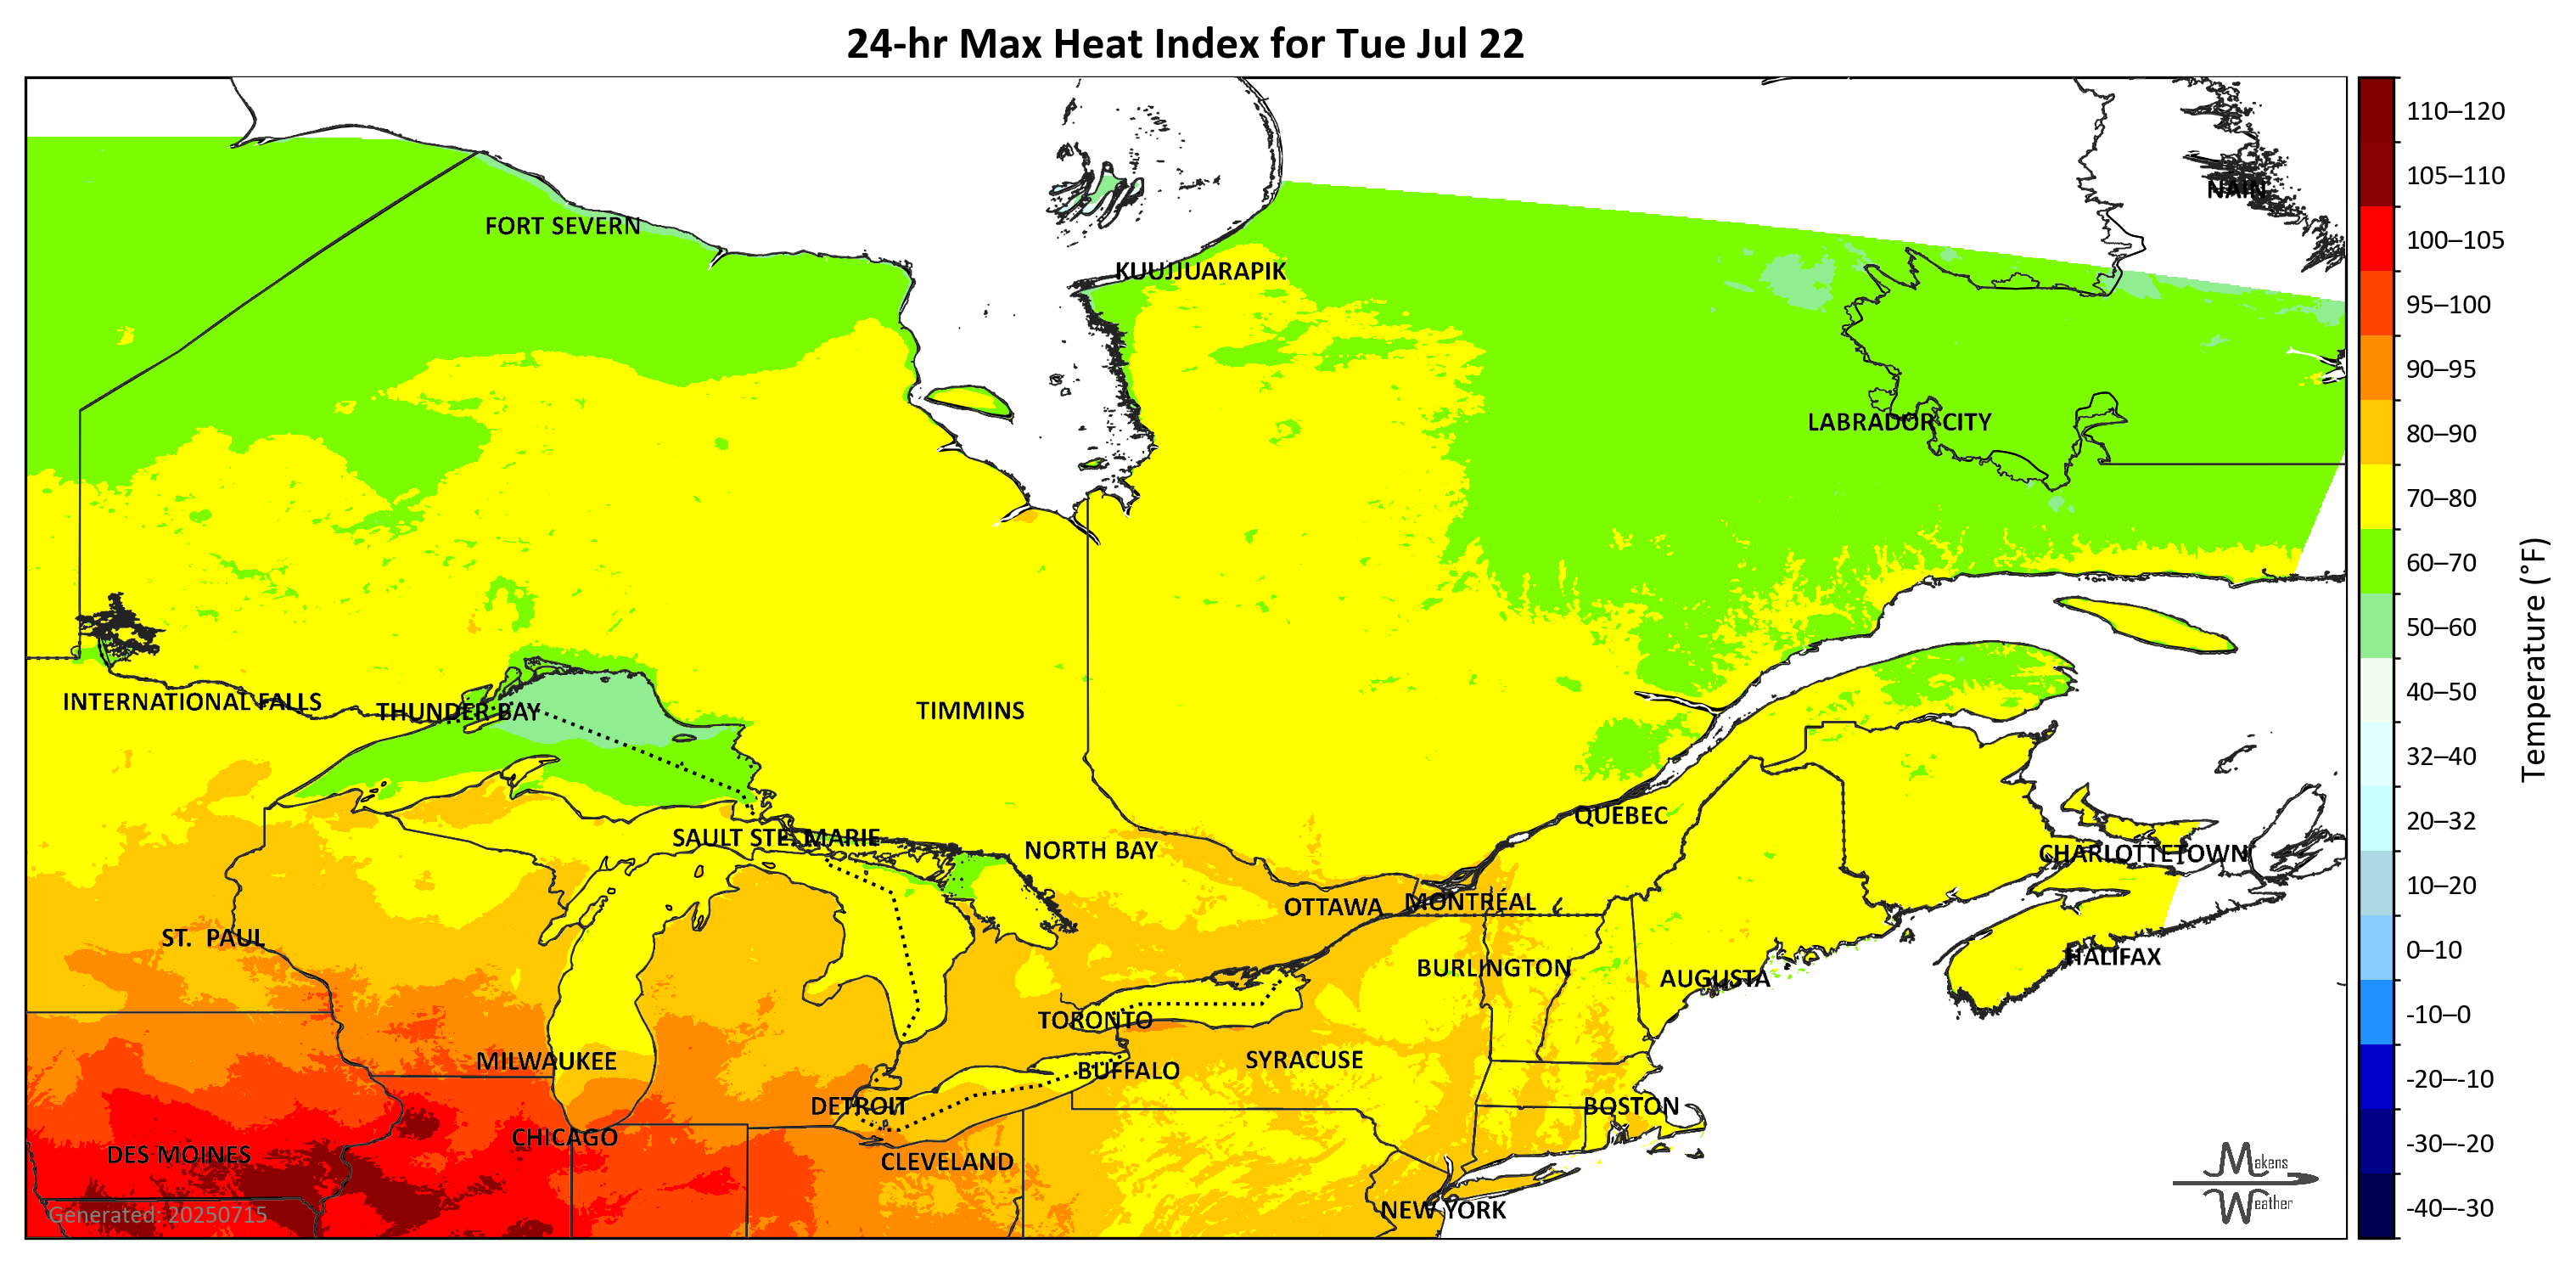 24-hr Max Heat Index for Tue Jul 22
NAIN
FORT SEVERN
KUUJJUARAPIK
LABRADOR CITY
INTERNATIONAL FALLS
THUNDER BAY
TIMMINS
QUEBEC
SAULT STE. MARIE
NORTH BAY
CHARLOTTETOWN
OTTAWA
MONTRÉAL
ST. PAUL
HALIFAX
BURLINGTON
AUGUSTA
TORONTO
MILWAUKEE
BUFFALO
SYRACUSE
DETROIT
BOSTON
CHICAGO
DES MOINES
CLEVELAND
NEW YORK
Generated: 20250715
Makens
Weather
110–120
105–110
100–105
95–100
90–95
80–90
70–80
60–70
50–60
40–50
32–40
20–32
10–20
0–10
-10–0
-20–-10
-30–-20
-40–-30
Temperature (°F)